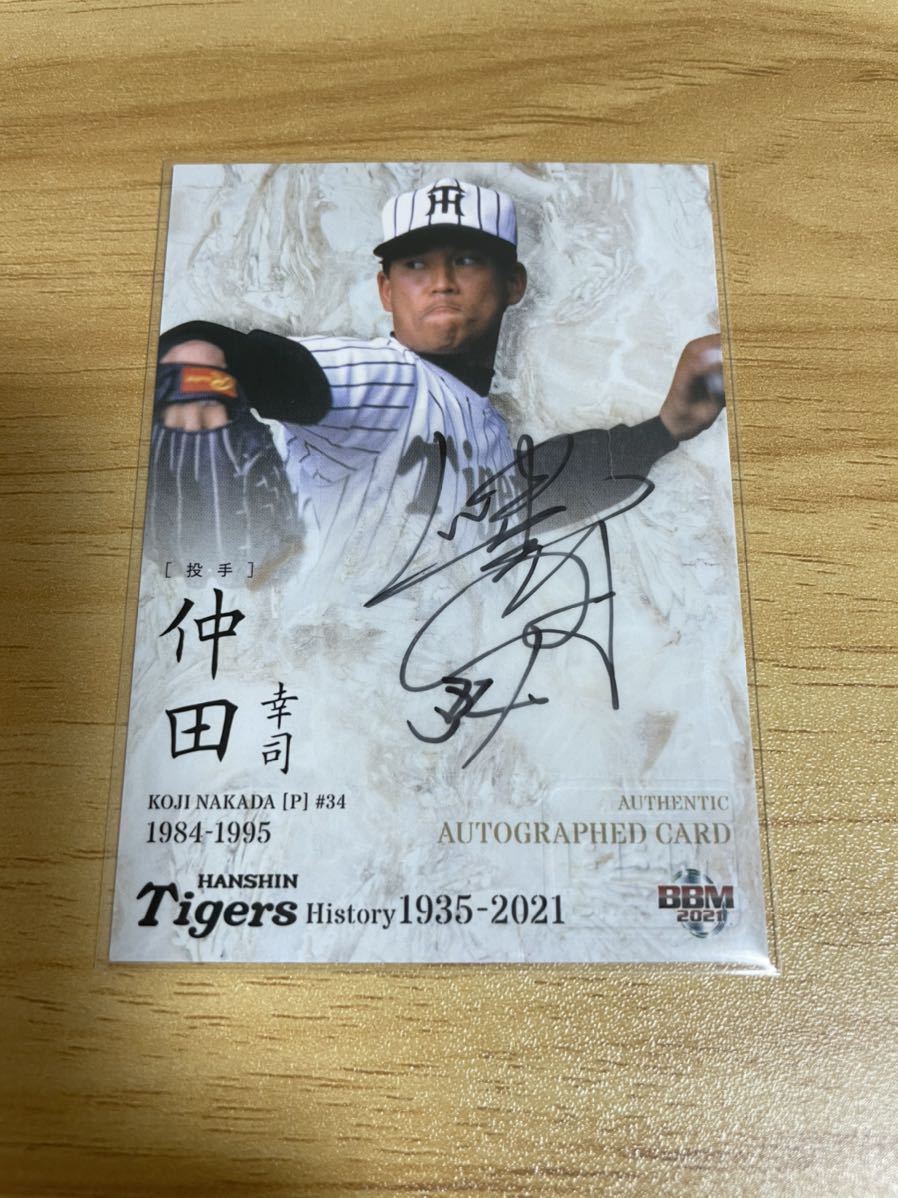 TH
[投手]
仲田
幸司
KOJI NAKADA [P] #34
1984-1995
AUTHENTIC
AUTOGRAPHED CARD
HANSHIN
Tigers History 1935-2021
BBM
2021